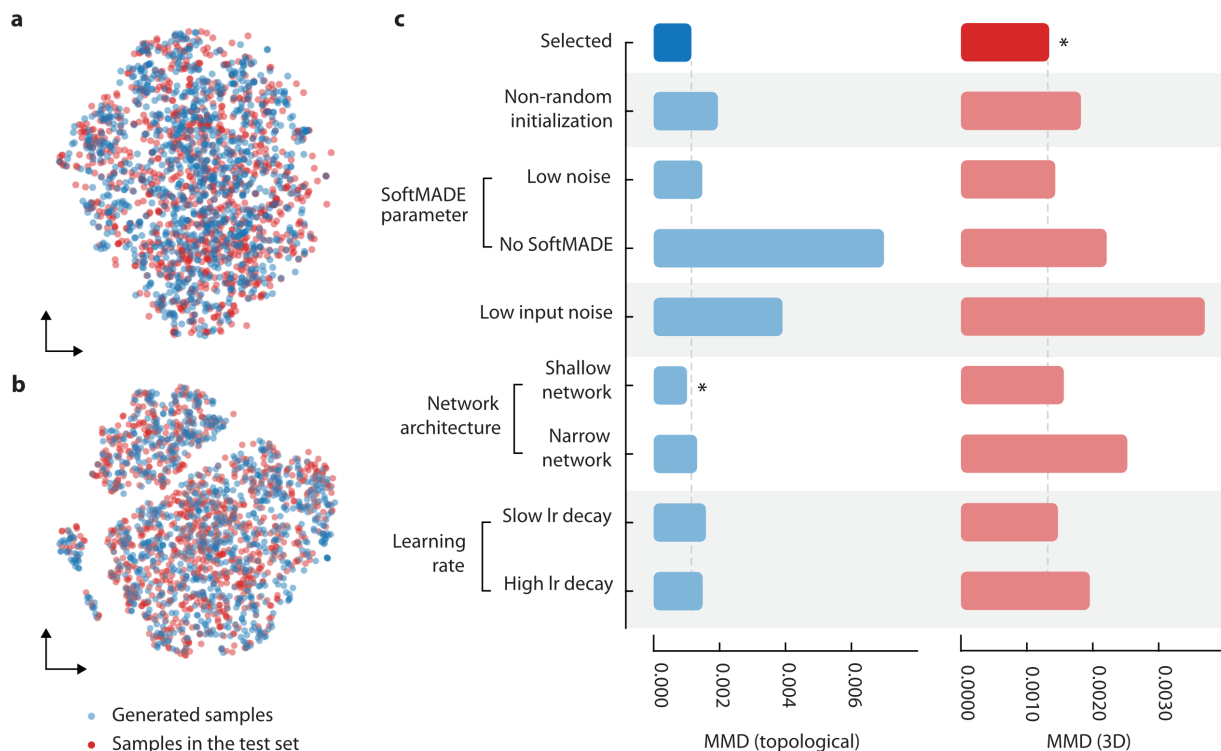 a
b
Generated samples
Samples in the test set
c
Selected
Non-random
initialization
SoftMADE
parameter
Low noise
No SoftMADE
Low input noise
Network
architecture
Shallow
network
Narrow
network
Learning
rate
Slow lr decay
High lr decay
*
*
0.000
0.002
0.004
0.006
MMD (topological)
0.0000
0.0010
0.0020
0.0030
MMD (3D)